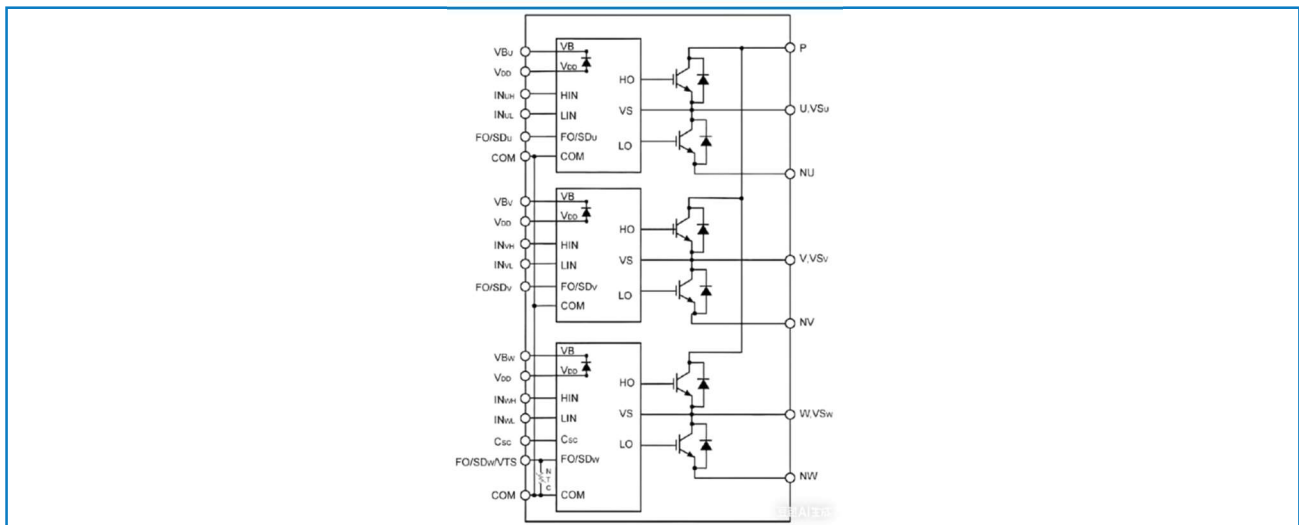 VBU
VDD
INUH
INUL
FO/SDU
COM
VB
VDD
HIN
LIN
FO/SDU
COM
HO
VS
LO
P
U,VSU
NU
VBV
VDD
INVH
INVL
FO/SDV
VB
VDD
HIN
LIN
FO/SDV
COM
HO
VS
LO
V,VSV
NV
VBW
VDD
INWH
INWL
CSC
FO/SDW/VTS
COM
VB
VDD
HIN
LIN
CSC
FO/SDW
N
T
C
COM
HO
VS
LO
W,VSW
NW